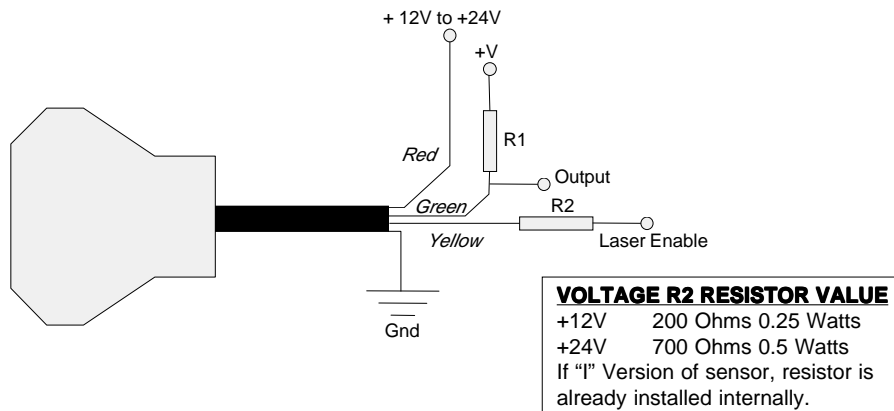 + 12V to +24V
+V
R1
Red
Output
Green
R2
Yellow
Laser Enable
Gnd
VOLTAGE R2 RESISTOR VALUE
+12V 200 Ohms 0.25 Watts
+24V 700 Ohms 0.5 Watts
If “I” Version of sensor, resistor is
already installed internally.